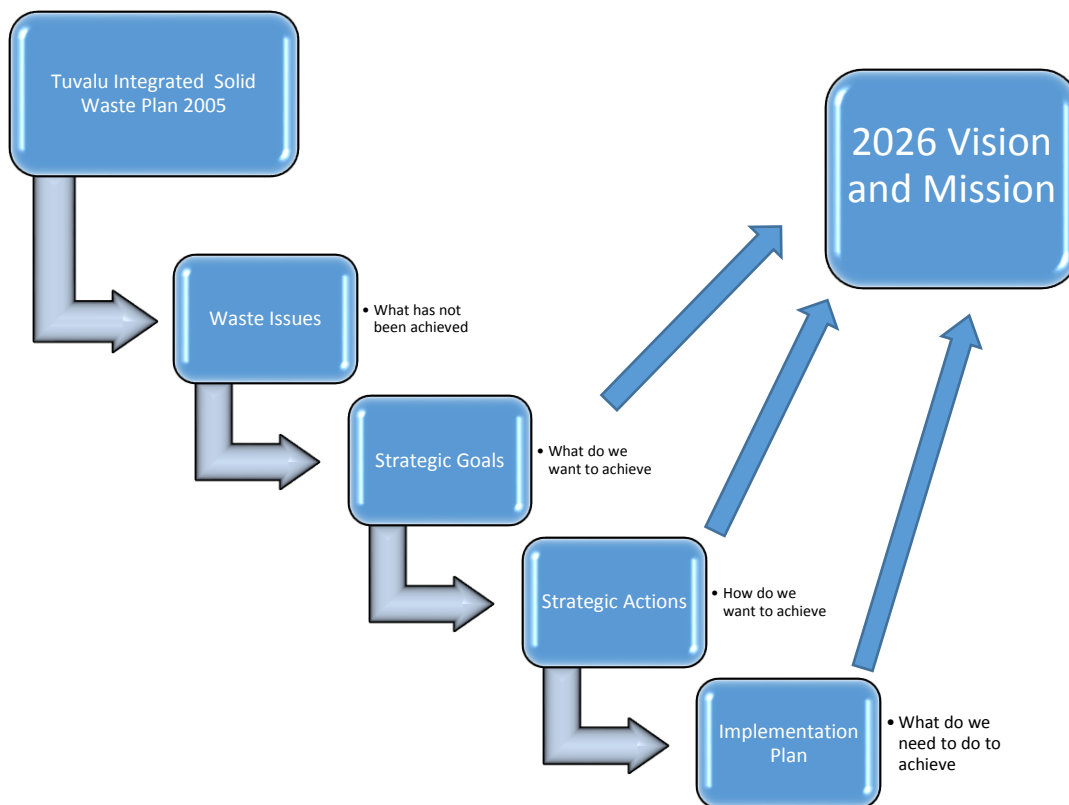 Tuvalu Integrated Solid
Waste Plan 2005
2026 Vision
and Mission
Waste Issues
• What has not
been achieved
Strategic Goals
• What do we
want to achieve
Strategic Actions
• How do we
want to achieve
Implementation
Plan
• What do we
need to do to
achieve